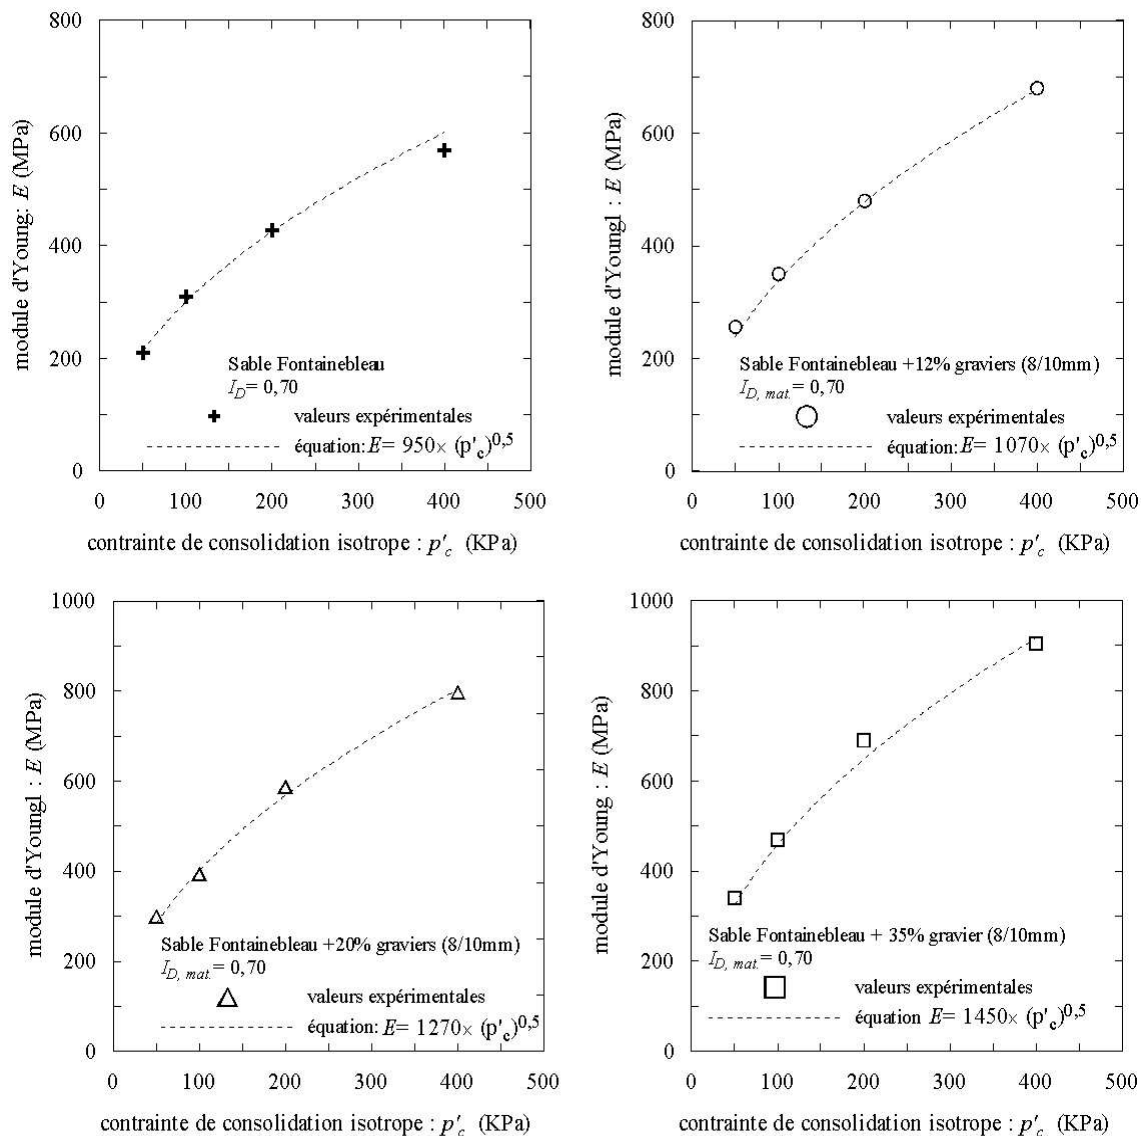 800
600
400
200
0
module d'Young: E (MPa)
Sable Fontainebleau
I_D= 0,70
valeurs expérimentales
équation: E= 950× (p'c)^0,5
0 100 200 300 400 500
contrainte de consolidation isotrope : p'c (KPa)
800
600
400
200
0
module d'Youngl : E (MPa)
Sable Fontainebleau +12% graviers (8/10mm)
I_D, mat.= 0,70
valeurs expérimentales
équation: E= 1070× (p'c)^0,5
0 100 200 300 400 500
contrainte de consolidation isotrope : p'c (KPa)
1000
800
600
400
200
0
module d'Youngl : E (MPa)
Sable Fontainebleau +20% graviers (8/10mm)
I_D, mat.= 0,70
valeurs expérimentales
équation: E= 1270× (p'c)^0,5
0 100 200 300 400 500
contrainte de consolidation isotrope : p'c (KPa)
1000
800
600
400
200
0
module d'Young : E (MPa)
Sable Fontainebleau + 35% gravier (8/10mm)
I_D, mat.= 0,70
valeurs expérimentales
équation E= 1450× (p'c)^0,5
0 100 200 300 400 500
contrainte de consolidation isotrope : p'c (KPa)